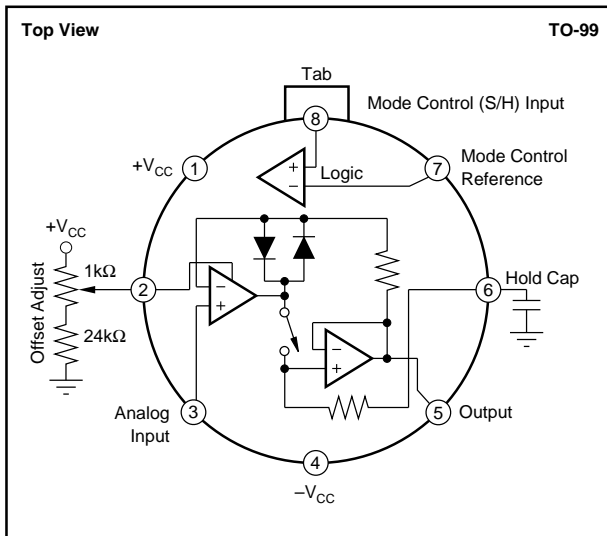 Top View
TO-99
Tab
8
Mode Control (S/H) Input
+VCC
1
+
−
Logic
7
Mode Control
Reference
+VCC
1kΩ
Offset Adjust
2
24kΩ
−
+
6
Hold Cap
−
+
Analog
Input
3
5
Output
4
−VCC